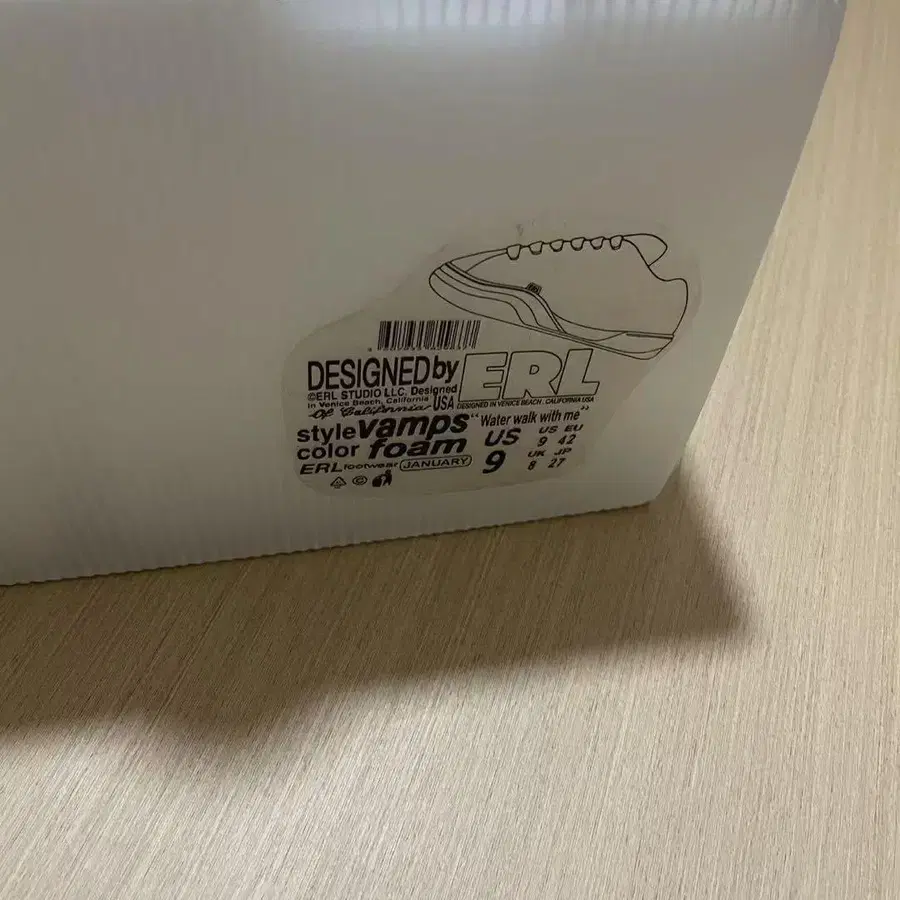 DESIGNED by ERL
©ERL STUDIO LLC. Designed
in Venice Beach, California USA
DESIGNED IN VENICE BEACH, CALIFORNIA USA
Of California
style vamps "Water walk with me"
color foam
US 9
US EU
9 42
UK JP
8 27
ERL footwear JANUARY
©